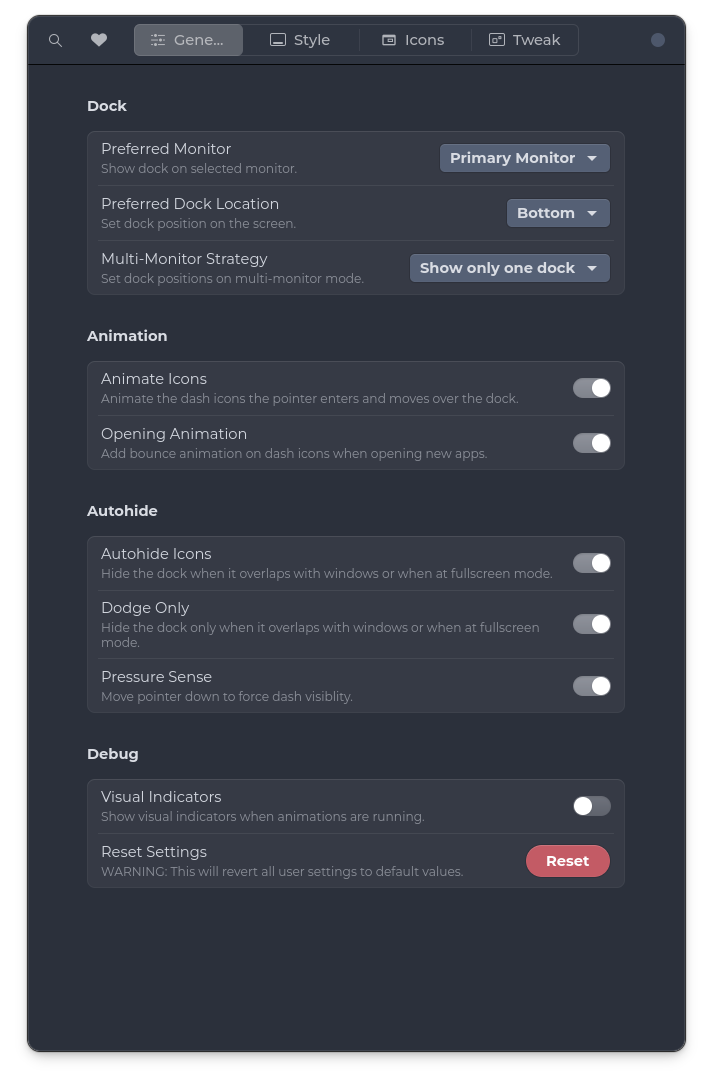 Gene... Style Icons Tweak
Dock
Preferred Monitor
Show dock on selected monitor.
Primary Monitor
Preferred Dock Location
Set dock position on the screen.
Bottom
Multi-Monitor Strategy
Set dock positions on multi-monitor mode.
Show only one dock
Animation
Animate Icons
Animate the dash icons the pointer enters and moves over the dock.
Opening Animation
Add bounce animation on dash icons when opening new apps.
Autohide
Autohide Icons
Hide the dock when it overlaps with windows or when at fullscreen mode.
Dodge Only
Hide the dock only when it overlaps with windows or when at fullscreen
mode.
Pressure Sense
Move pointer down to force dash visiblity.
Debug
Visual Indicators
Show visual indicators when animations are running.
Reset Settings
WARNING: This will revert all user settings to default values.
Reset